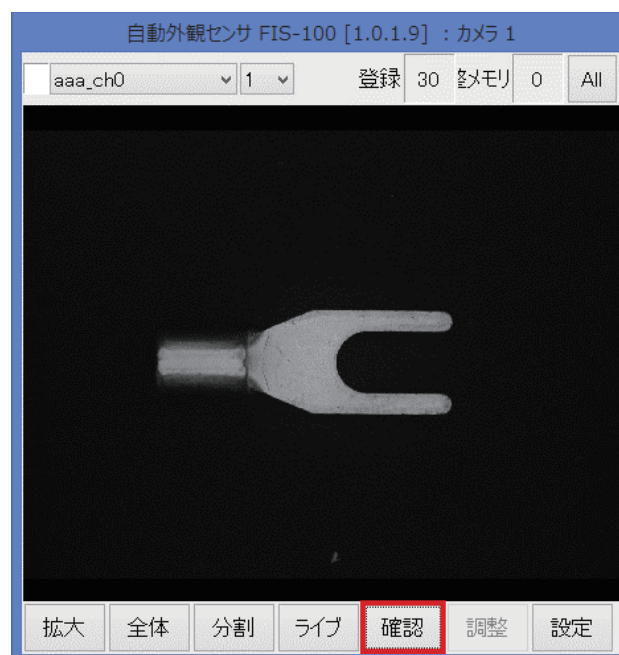 自動外観センサ FIS-100 [1.0.1.9] : カメラ 1
aaa_ch0 1 登録 30 整メモリ 0 All
拡大 全体 分割 ライブ 確認 調整 設定